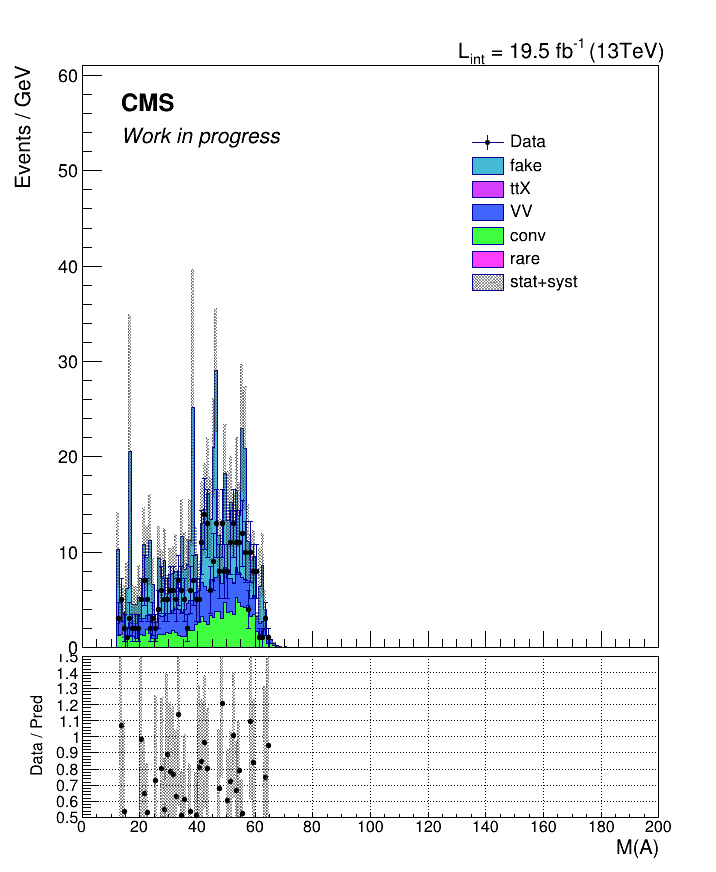 L_int = 19.5 fb^-1 (13TeV)
Events / GeV
60
50
40
30
20
10
0
CMS
Work in progress
Data
fake
ttX
VV
conv
rare
stat+syst
Data / Pred
1.5
1.4
1.3
1.2
1.1
1
0.9
0.8
0.7
0.6
0.5
0 20 40 60 80 100 120 140 160 180 200
M(A)